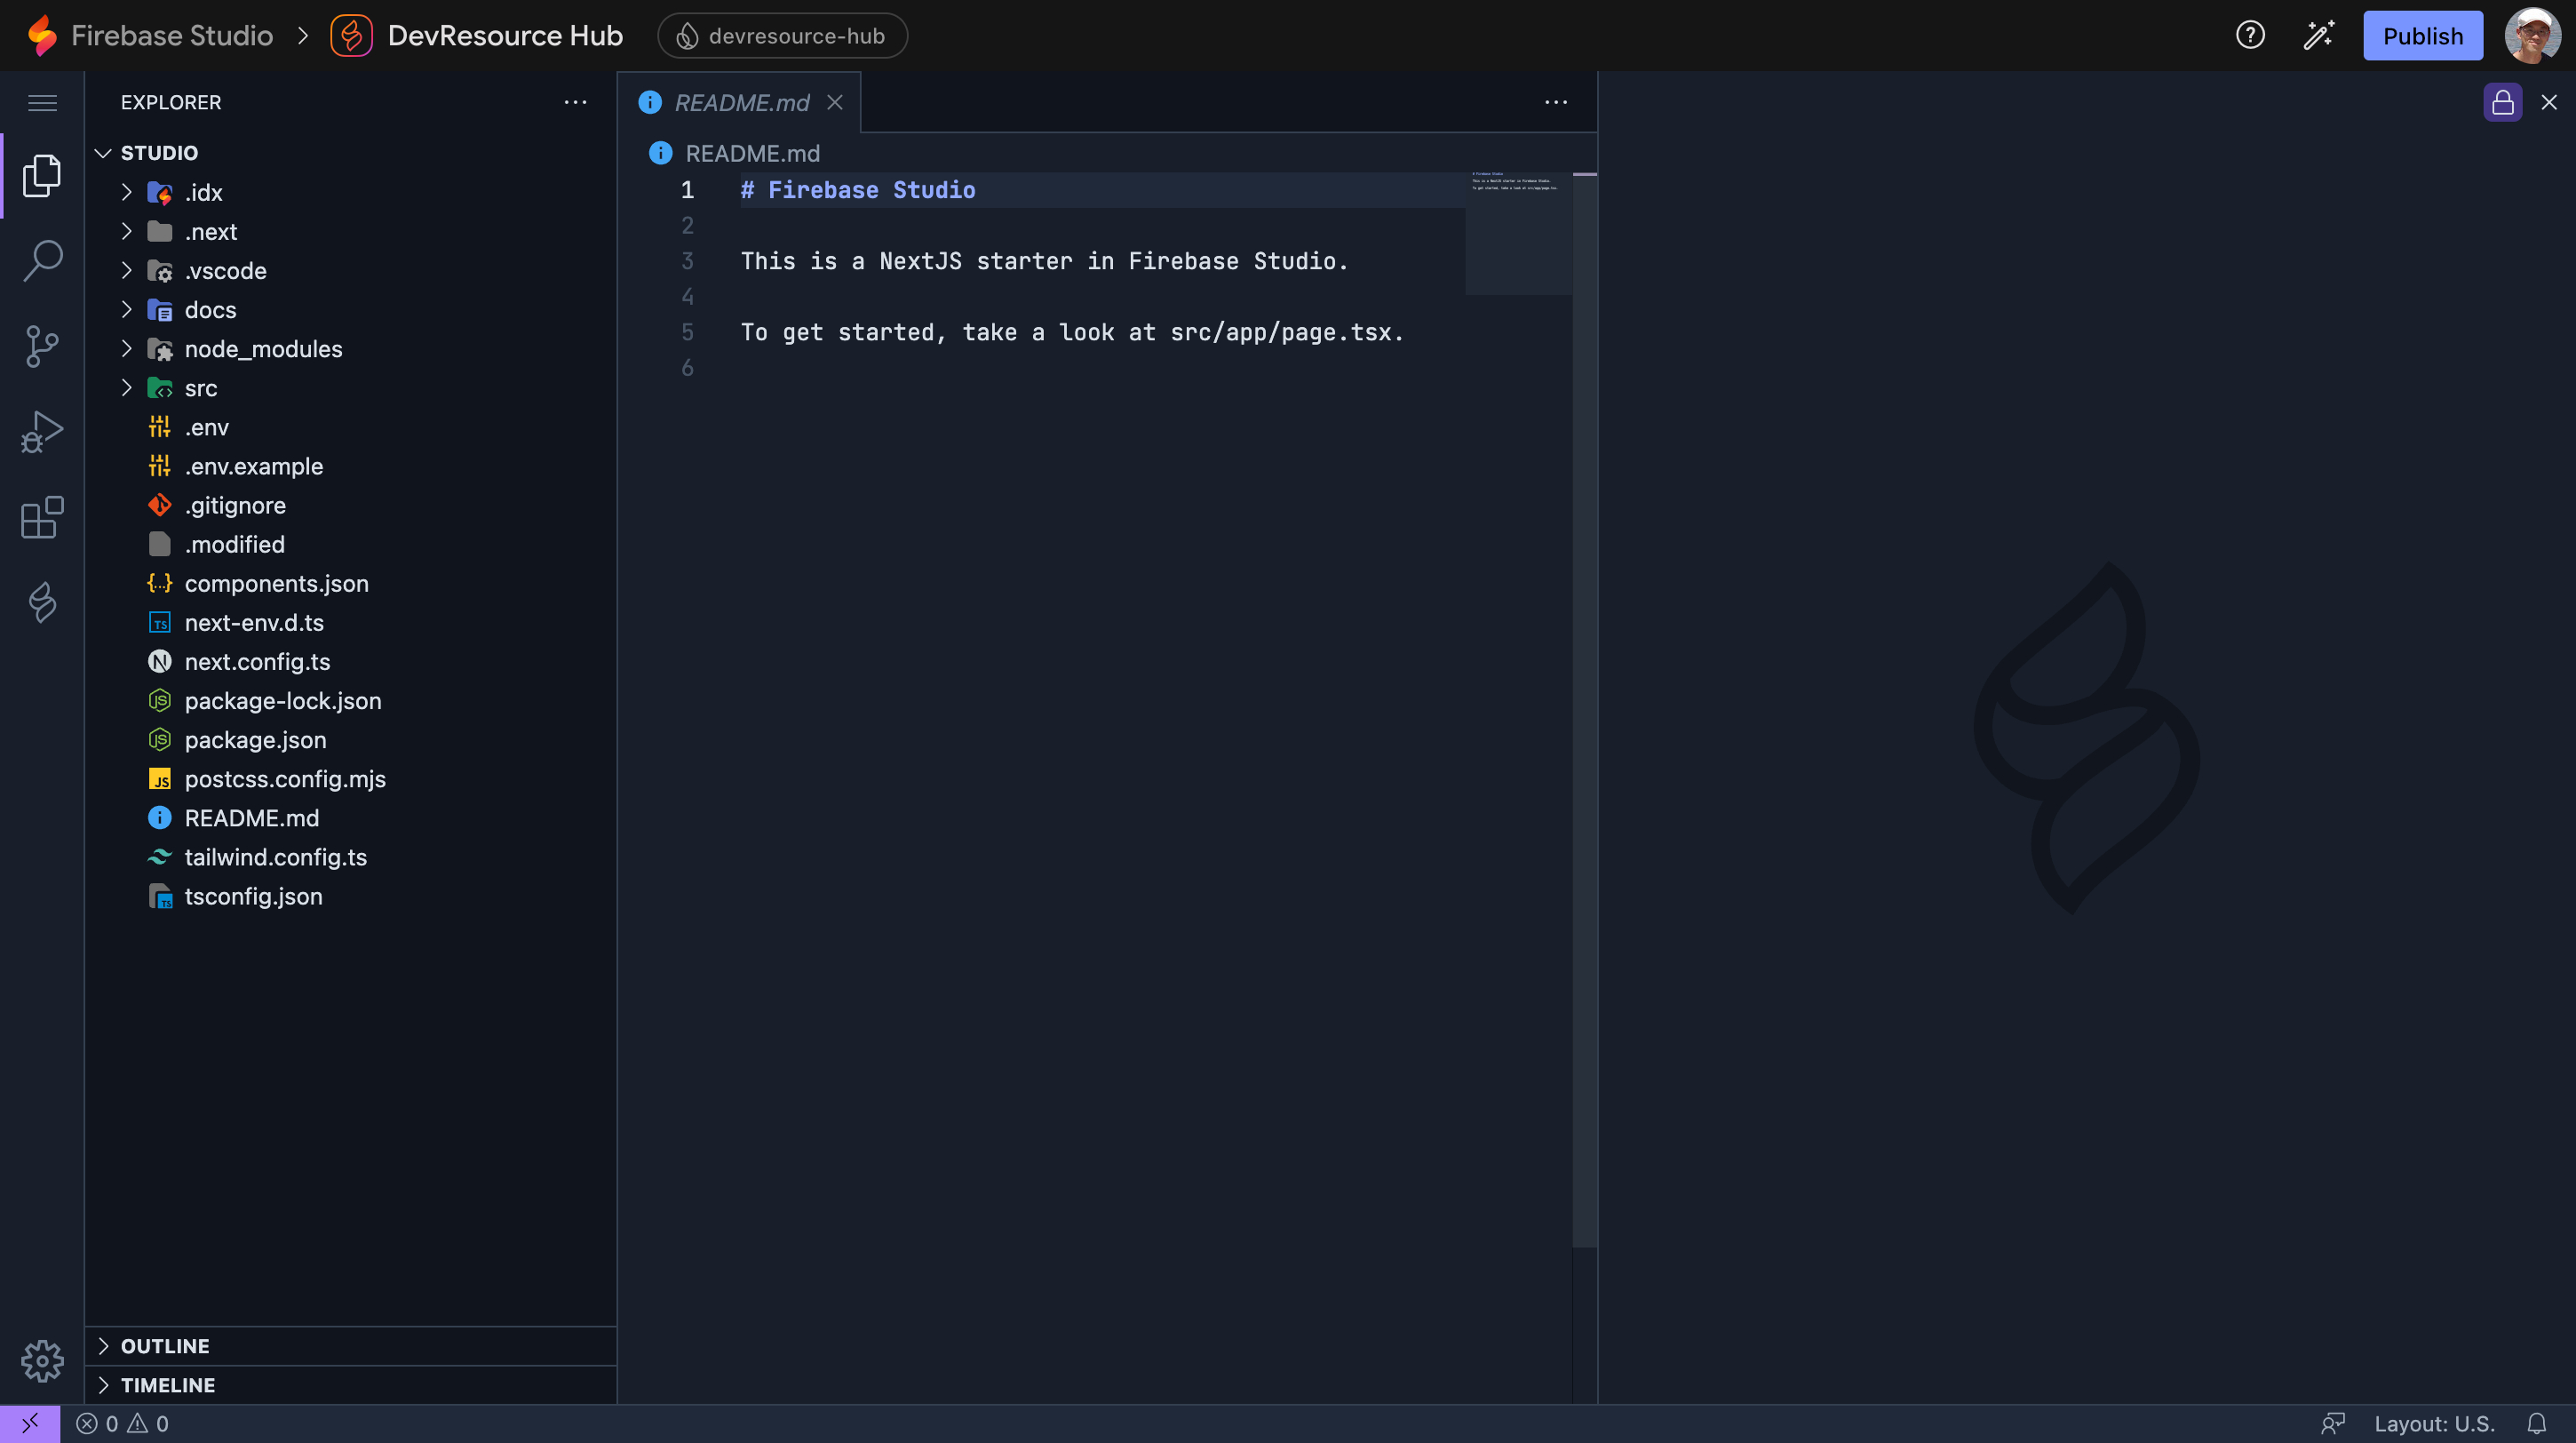 Firebase Studio > DevResource Hub devresource-hub
Publish
EXPLORER
STUDIO
.idx
.next
.vscode
docs
node_modules
src
.env
.env.example
.gitignore
.modified
components.json
next-env.d.ts
next.config.ts
package-lock.json
package.json
postcss.config.mjs
README.md
tailwind.config.ts
tsconfig.json
OUTLINE
TIMELINE
README.md
README.md
1 # Firebase Studio
2
3 This is a NextJS starter in Firebase Studio.
4
5 To get started, take a look at src/app/page.tsx.
6
0 0
Layout: U.S.